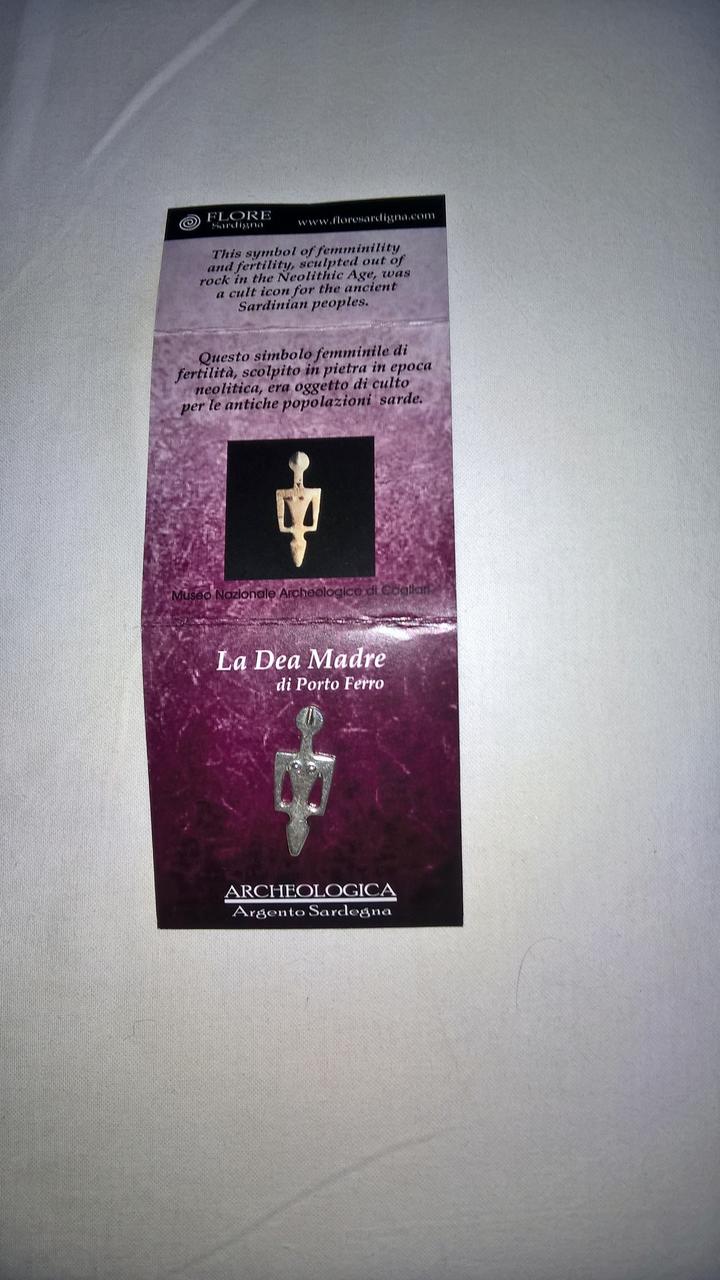 FLORE
Sardigna
www.floresardigna.com
This symbol of femminility
and fertility, sculpted out of
rock in the Neolithic Age, was
a cult icon for the ancient
Sardinian peoples.
Questo simbolo femminile di
fertilità, scolpito in pietra in epoca
neolitica, era oggetto di culto
per le antiche popolazioni sarde.
Museo Nazionale Archeologico di Cagliari
La Dea Madre
di Porto Ferro
ARCHEOLOGICA
Argento Sardegna